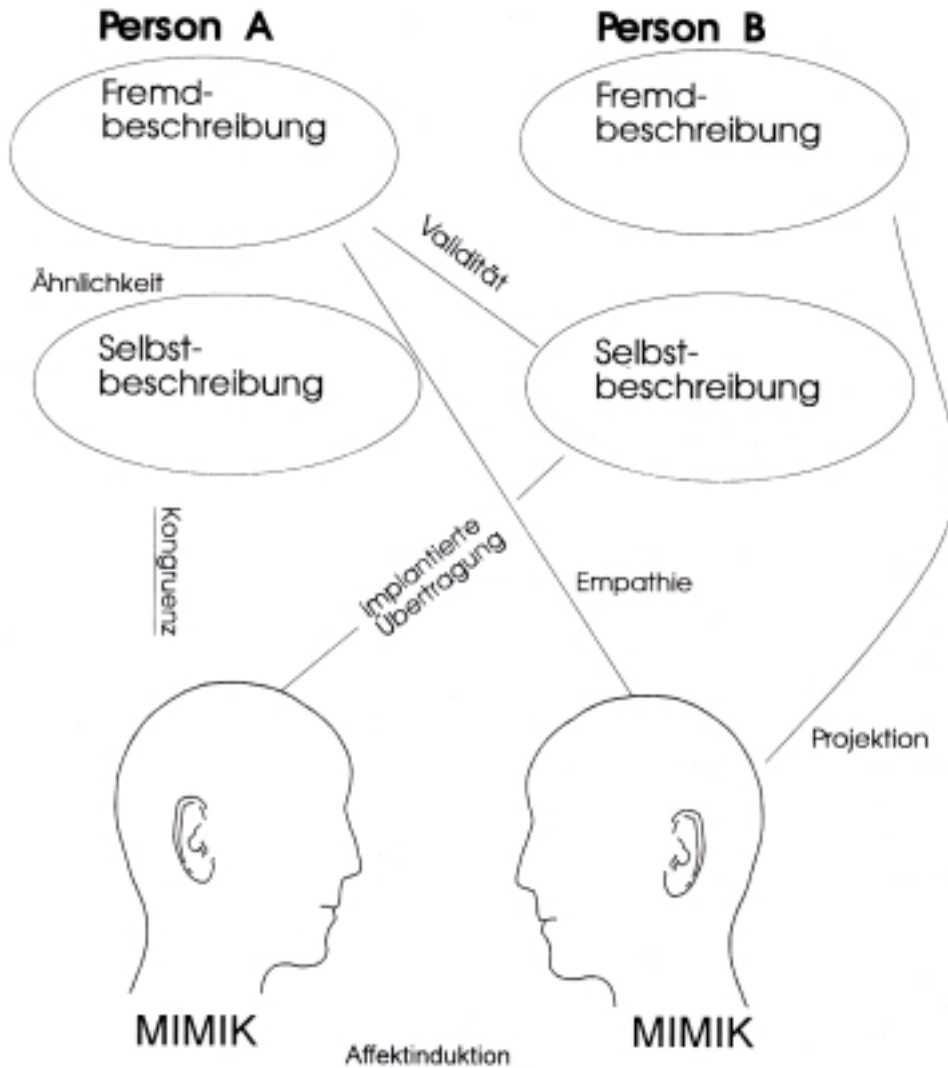 Person A
Person B
Fremd-
beschreibung
Fremd-
beschreibung
Validität
Ähnlichkeit
Selbst-
beschreibung
Selbst-
beschreibung
Kongruenz
implantierte
Übertragung
Empathie
Projektion
MIMIK
MIMIK
Affektinduktion